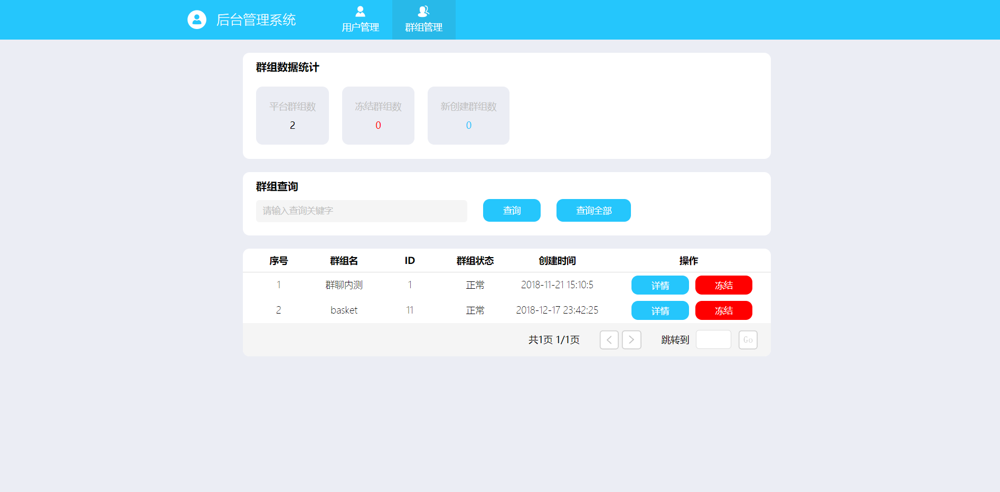 后台管理系统
用户管理
群组管理
群组数据统计
平台群组数
冻结群组数
新创建群组数
2
0
0
群组查询
请输入查询关键字
查询
查询全部
序号 群组名 ID 群组状态 创建时间 操作
1 群聊内测 1 正常 2018-11-21 15:10:5 详情 冻结
2 basket 11 正常 2018-12-17 23:42:25 详情 冻结
共1页 1/1页 < > 跳转到 Go